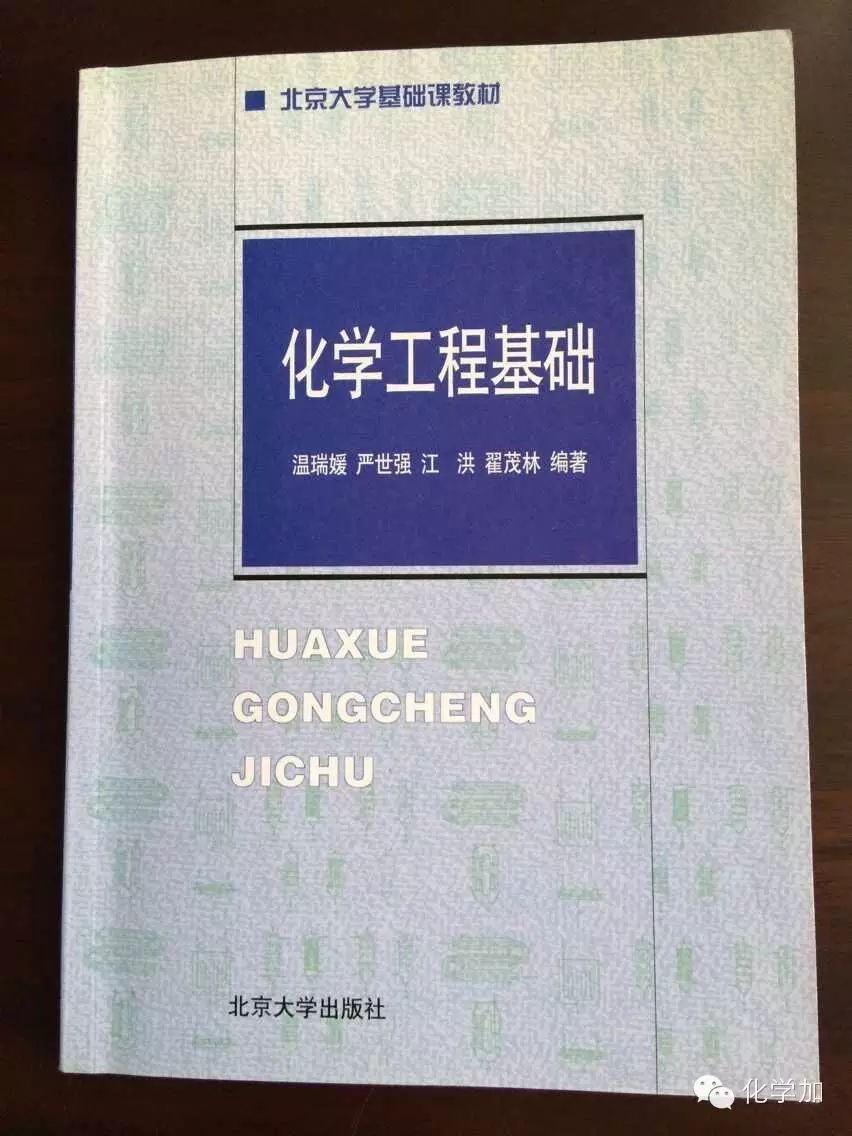 ■ 北京大学基础课教材
化学工程基础
温瑞媛 严世强 江 洪 翟茂林 编著
HUAXUE
GONGCHENG
JICHU
北京大学出版社
化学加